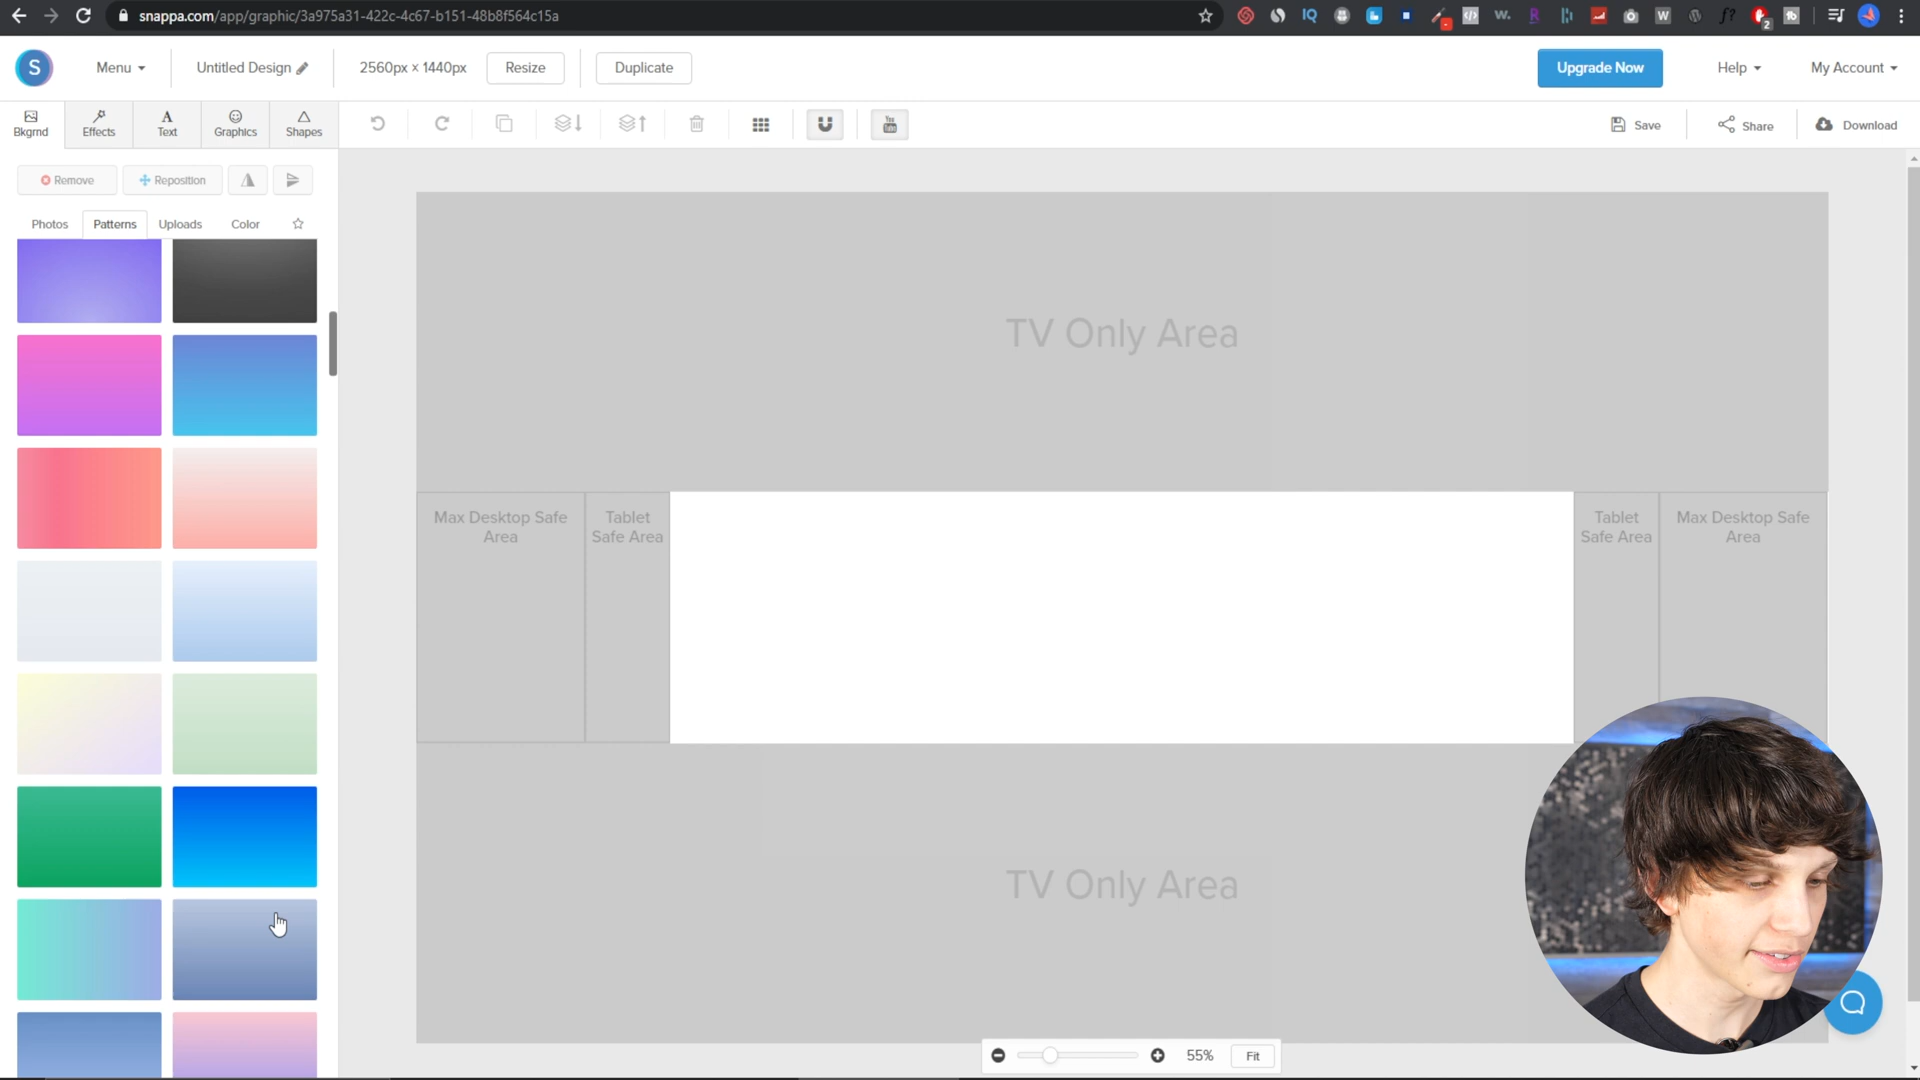 snappa.com/app/graphic/3a975a31-422c-4c67-b151-48b8f564c15a
S
Menu
Untitled Design
2560px × 1440px
Resize
Duplicate
Upgrade Now
Help
My Account
Bkgrnd
Effects
Text
Graphics
Shapes
You Tube
Save
Share
Download
Remove
Reposition
Photos
Patterns
Uploads
Color
TV Only Area
Max Desktop Safe
Area
Tablet
Safe Area
Tablet
Safe Area
Max Desktop Safe
Area
TV Only Area
55%
Fit